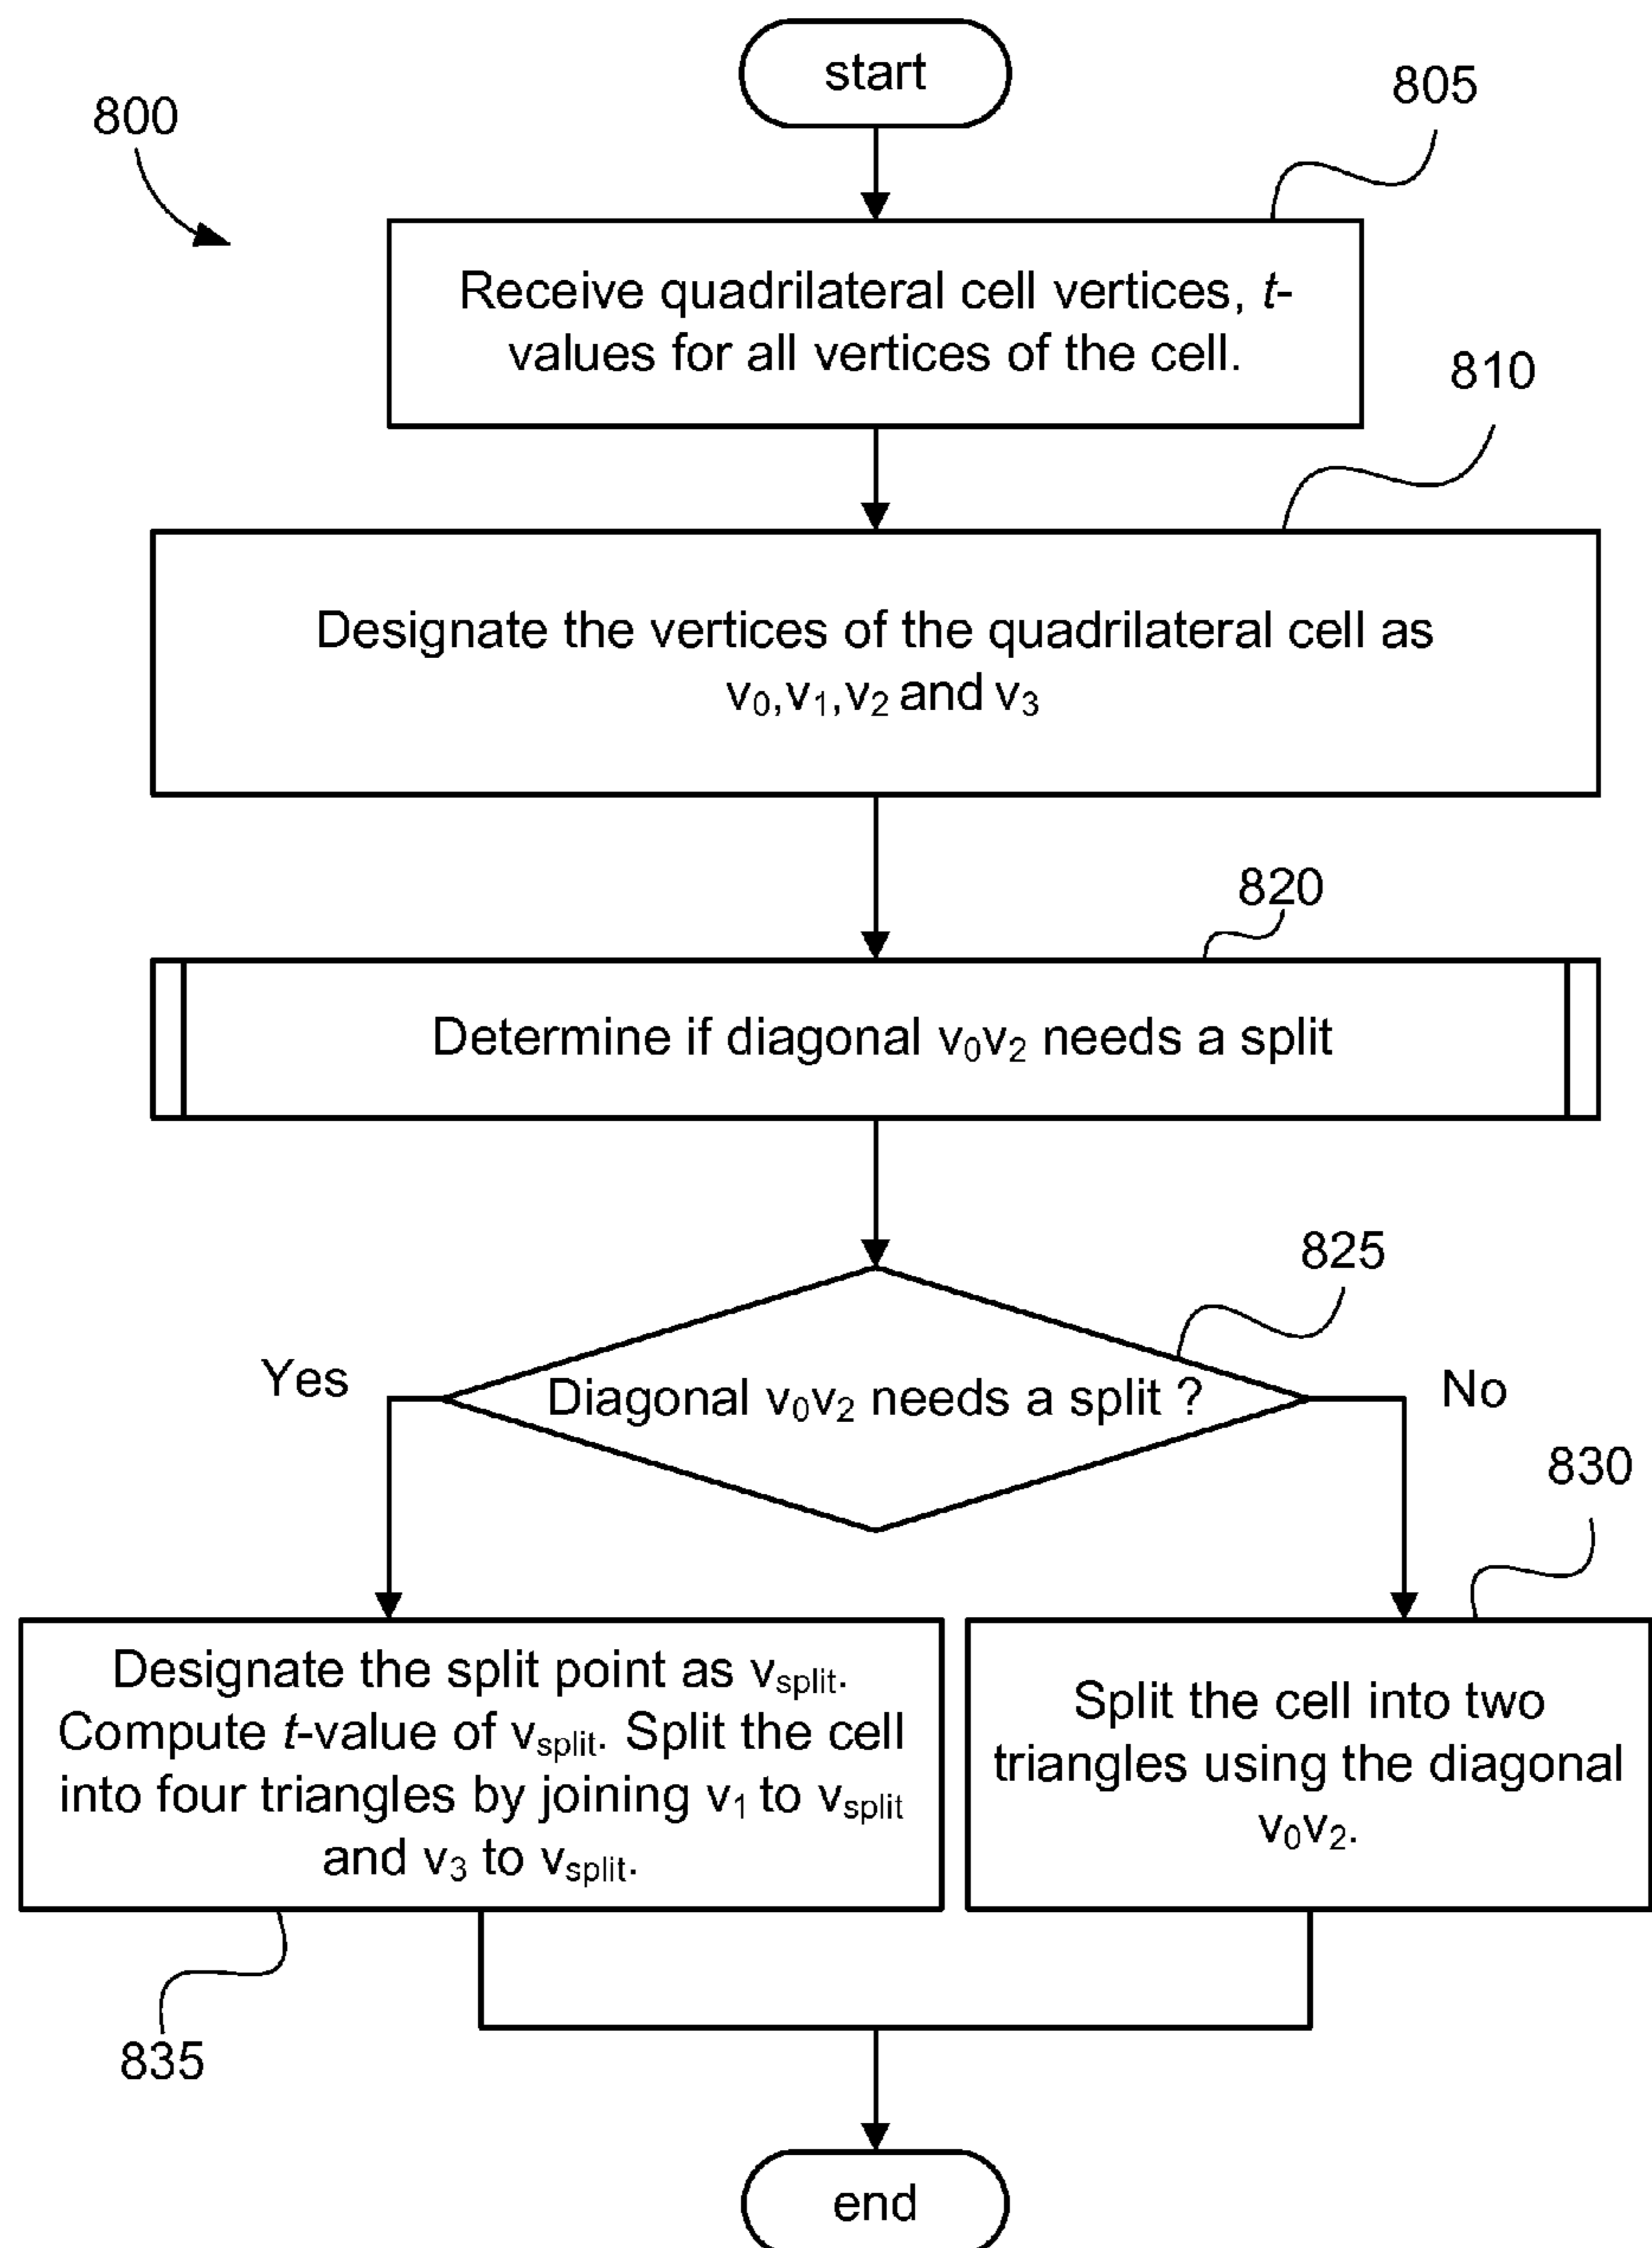 start
805
800
Receive quadrilateral cell vertices, t-
values for all vertices of the cell.
810
Designate the vertices of the quadrilateral cell as
v₀,v₁,v₂ and v₃
820
Determine if diagonal v₀v₂ needs a split
825
Yes
Diagonal v₀v₂ needs a split ?
No
830
Designate the split point as vsplit.
Compute t-value of vsplit. Split the cell
into four triangles by joining v₁ to vsplit
and v₃ to vsplit.
Split the cell into two
triangles using the diagonal
v₀v₂.
835
end